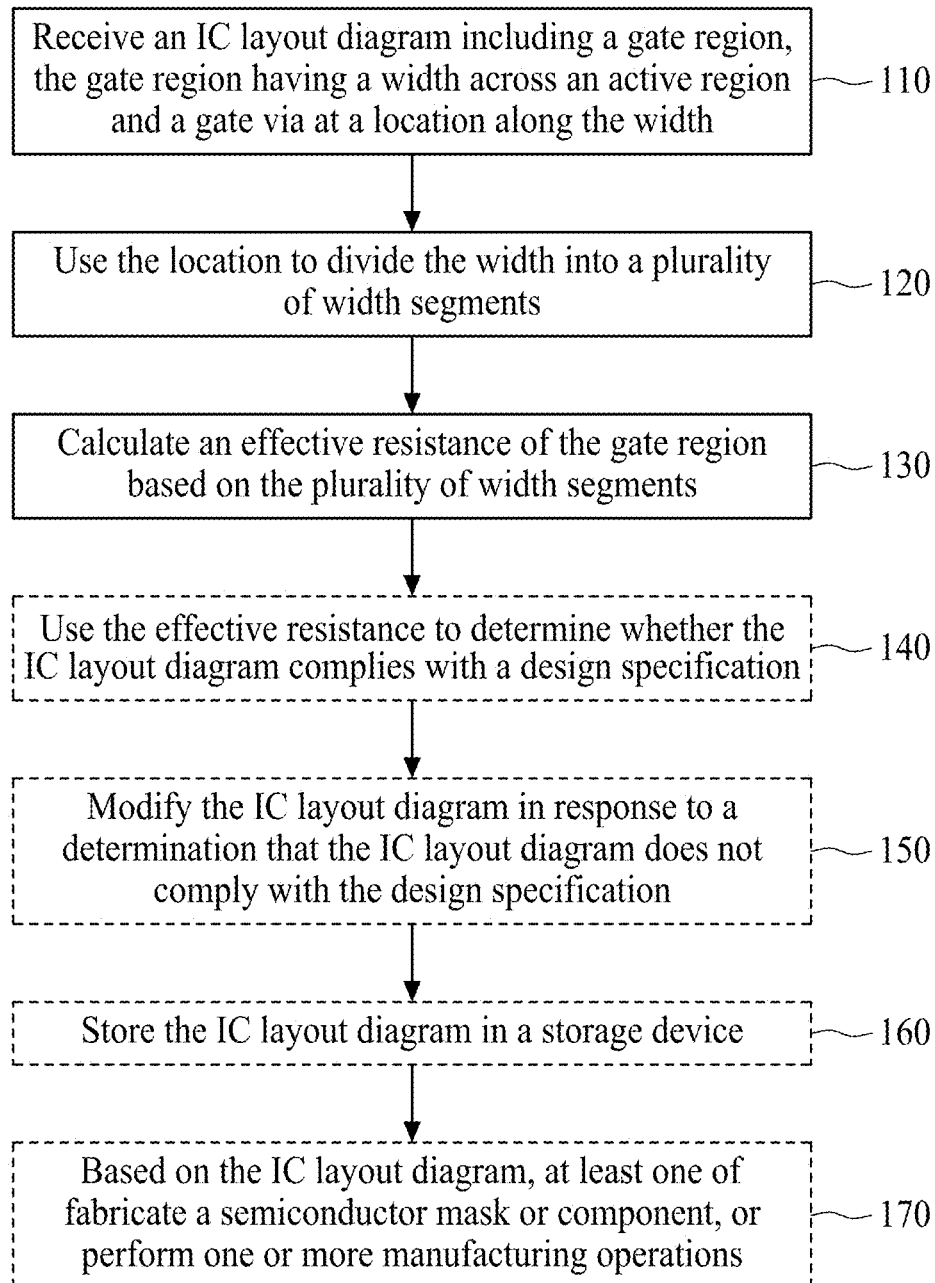 Receive an IC layout diagram including a gate region,
the gate region having a width across an active region
and a gate via at a location along the width
110
Use the location to divide the width into a plurality
of width segments
120
Calculate an effective resistance of the gate region
based on the plurality of width segments
130
Use the effective resistance to determine whether the
IC layout diagram complies with a design specification
140
Modify the IC layout diagram in response to a
determination that the IC layout diagram does not
comply with the design specification
150
Store the IC layout diagram in a storage device
160
Based on the IC layout diagram, at least one of
fabricate a semiconductor mask or component, or
perform one or more manufacturing operations
170